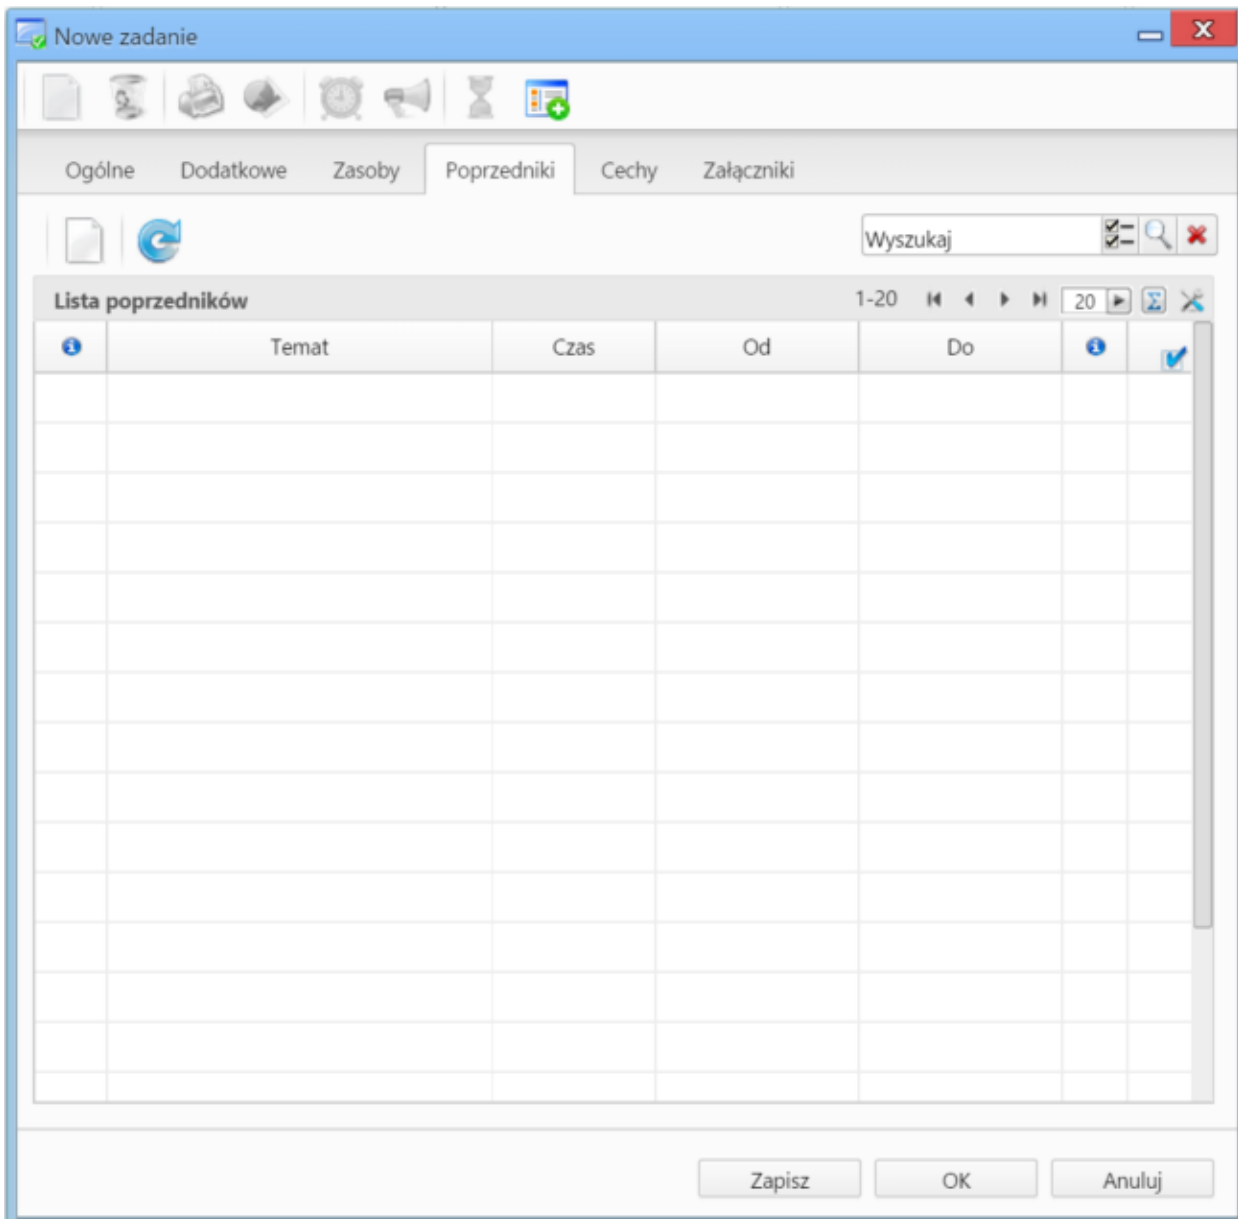 Nowe zadanie
Ogólne Dodatkowe Zasoby Poprzedniki Cechy Załączniki
Wyszukaj
Lista poprzedników 1-20 20
Temat Czas Od Do
Zapisz OK Anuluj